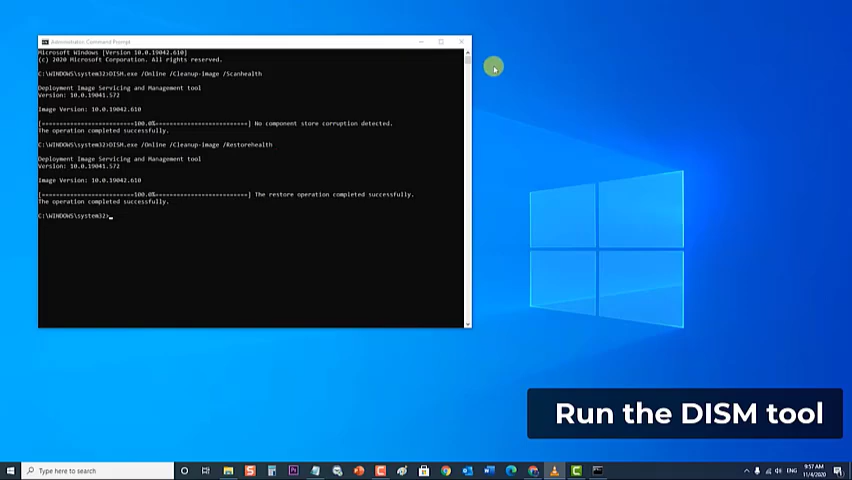 Administrator: Command Prompt
Microsoft Windows [Version 10.0.19042.610]
(c) 2020 Microsoft Corporation. All rights reserved.
C:\WINDOWS\system32>DISM.exe /Online /Cleanup-Image /Scanhealth
Deployment Image Servicing and Management tool
Version: 10.0.19041.572
Image Version: 10.0.19042.610
[==========================100.0%==========================] No component store corruption detected.
The operation completed successfully.
C:\WINDOWS\system32>DISM.exe /Online /Cleanup-Image /Restorehealth
Deployment Image Servicing and Management tool
Version: 10.0.19041.572
Image Version: 10.0.19042.610
[==========================100.0%==========================] The restore operation completed successfully.
The operation completed successfully.
C:\WINDOWS\system32>
Run the DISM tool
Type here to search
ENG
9:57 AM
11/4/2020